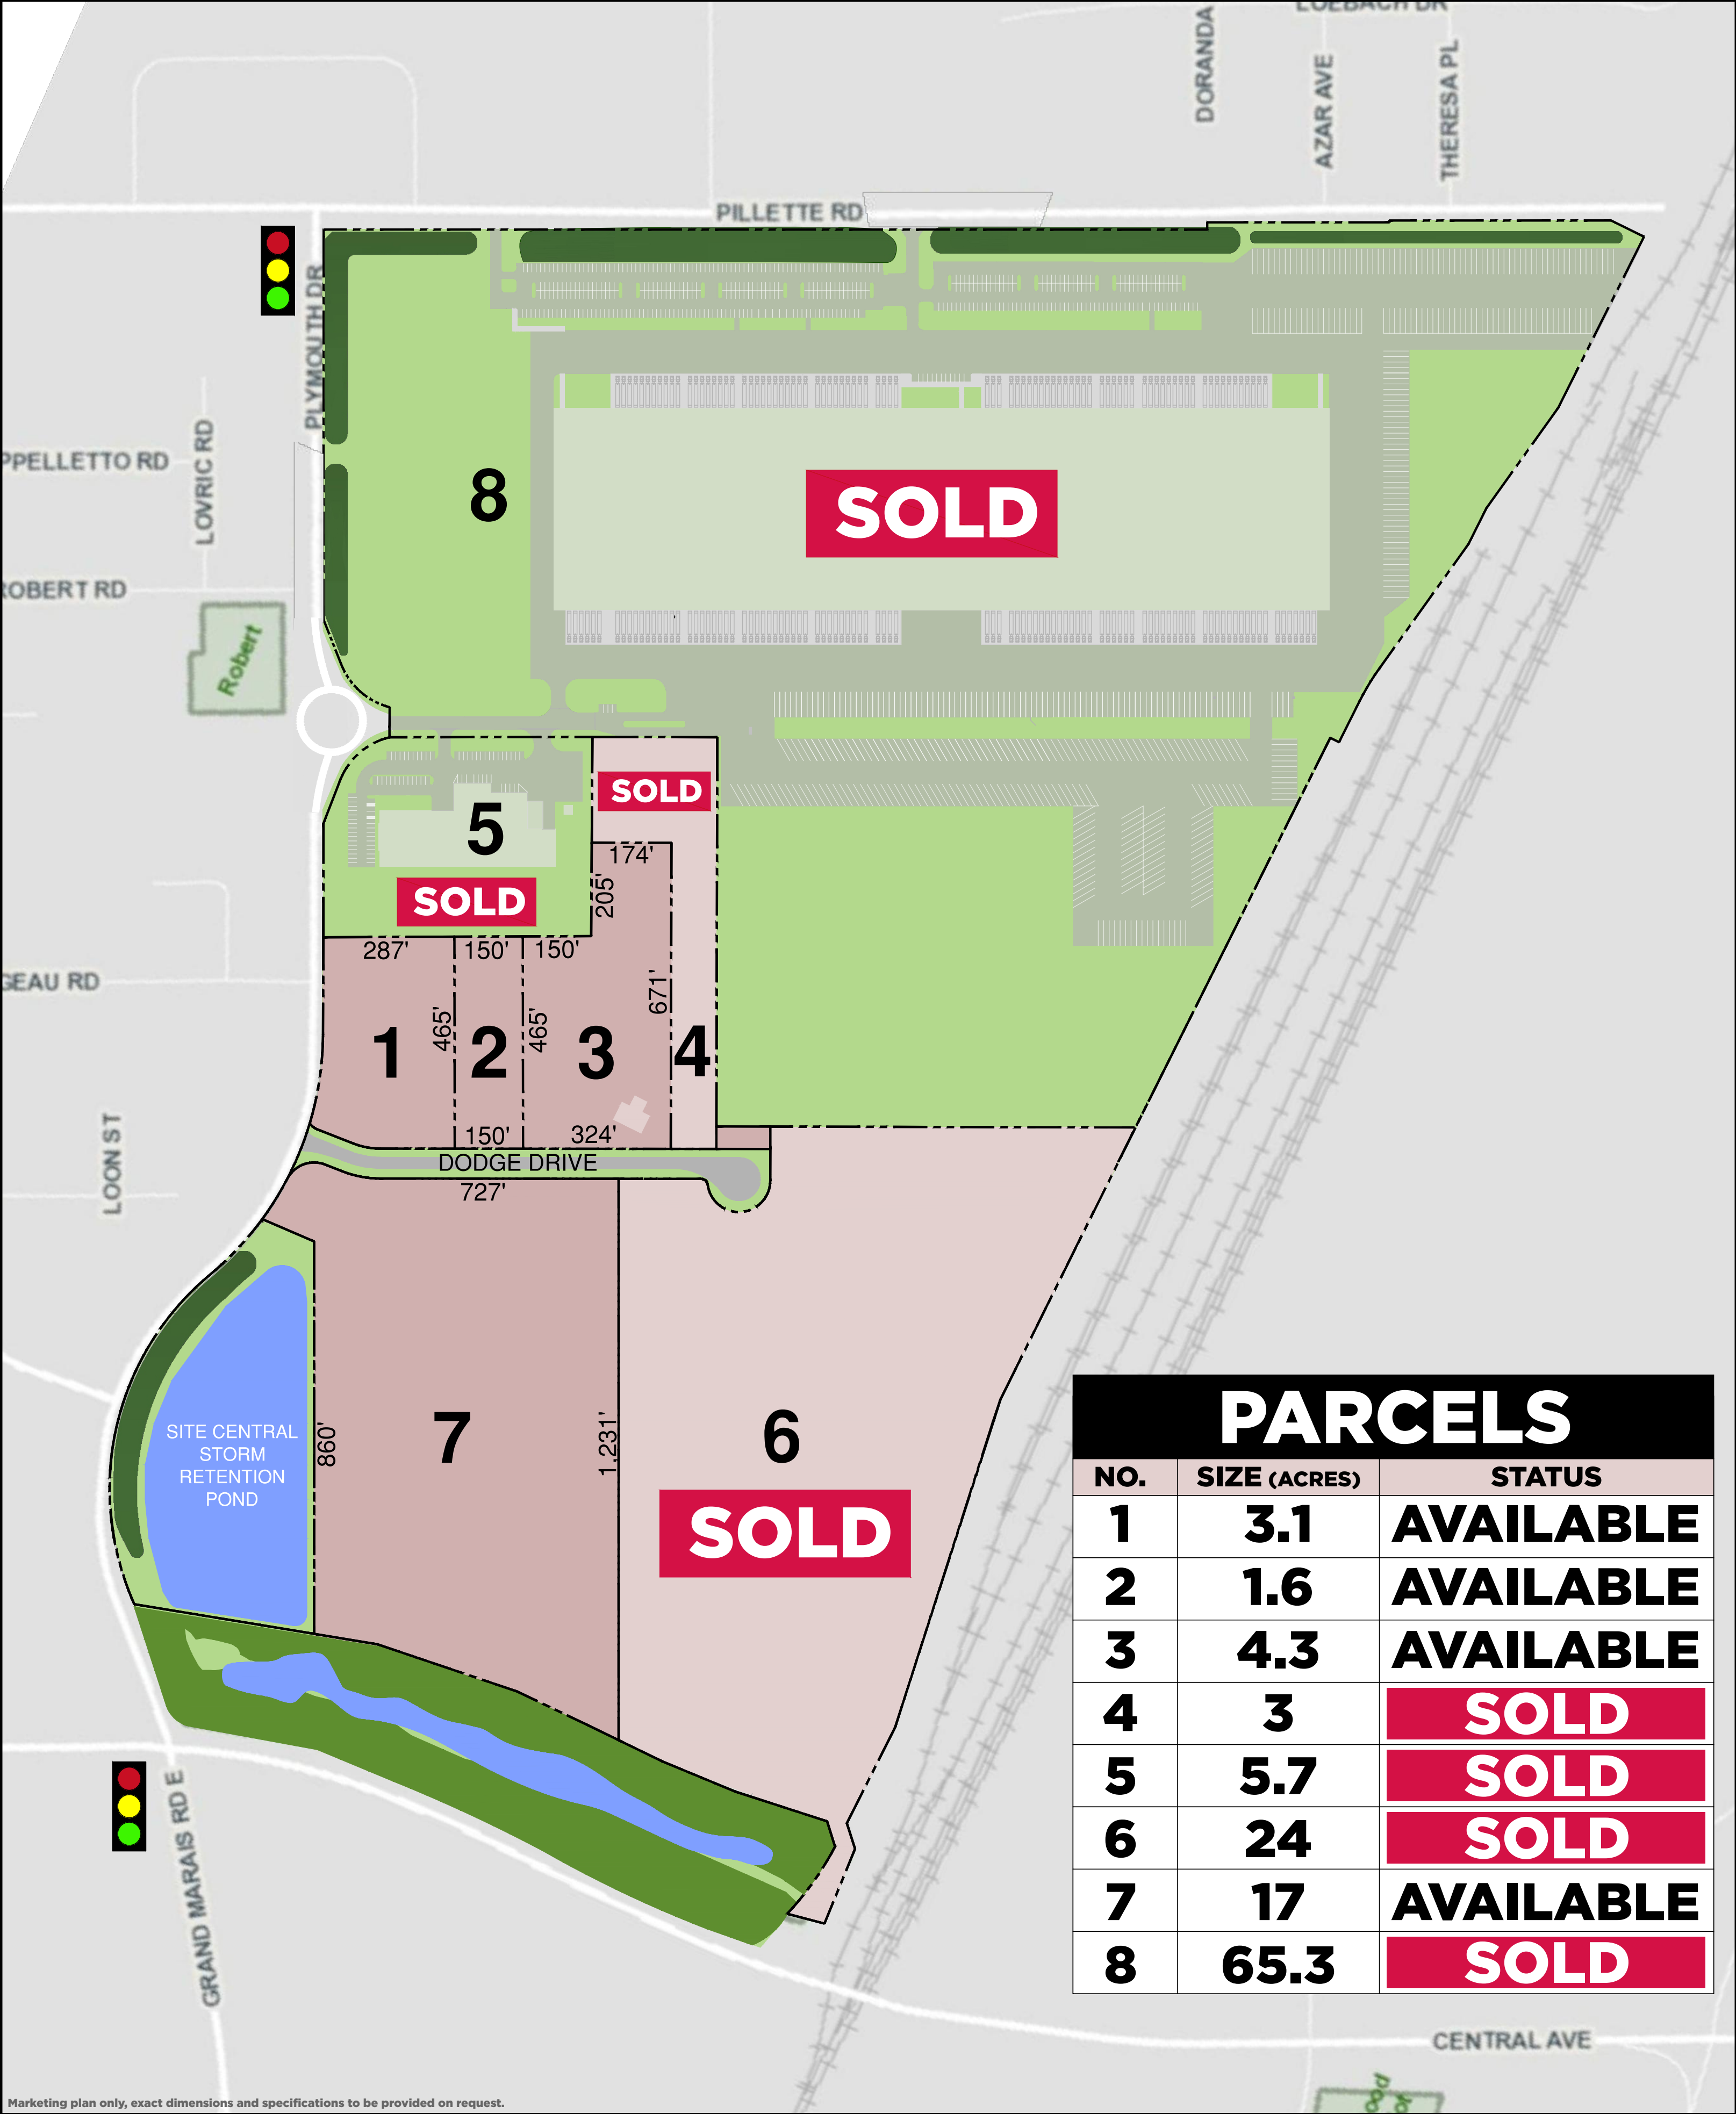 LOEBACH DR
DORANDA
AZAR AVE
THERESA PL
PILLETTE RD
PLYMOUTH DR
LOVRIC RD
PPELLETTO RD
ROBERT RD
Robert
8
SOLD
SOLD
5
SOLD
174'
205'
287'
150'
150'
GEAU RD
671'
465'
465'
1
2
3
4
LOON ST
150'
324'
DODGE DRIVE
727'
SITE CENTRAL
STORM
RETENTION
POND
860'
7
1,231'
6
SOLD
GRAND MARAIS RD E
CENTRAL AVE
PARCELS
NO. SIZE (ACRES) STATUS
1 3.1 AVAILABLE
2 1.6 AVAILABLE
3 4.3 AVAILABLE
4 3 SOLD
5 5.7 SOLD
6 24 SOLD
7 17 AVAILABLE
8 65.3 SOLD
Marketing plan only, exact dimensions and specifications to be provided on request.